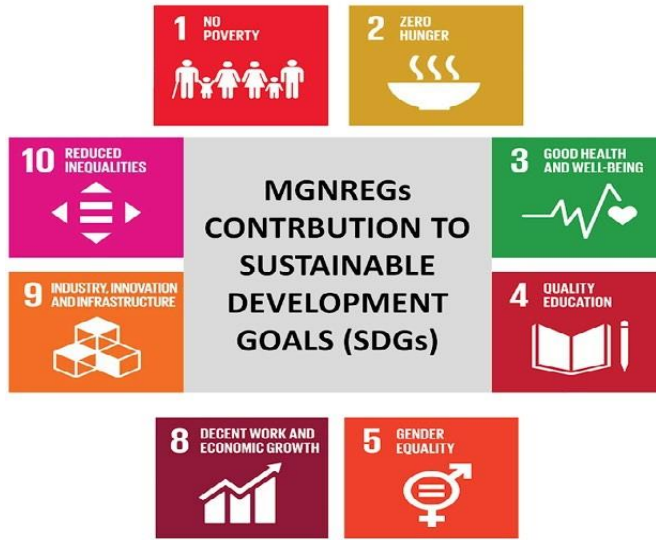 1 NO
POVERTY
2 ZERO
HUNGER
10 REDUCED
INEQUALITIES
MGNREGs
CONTRBUTION TO
SUSTAINABLE
DEVELOPMENT
GOALS (SDGs)
3 GOOD HEALTH
AND WELL-BEING
9 INDUSTRY, INNOVATION
AND INFRASTRUCTURE
4 QUALITY
EDUCATION
8 DECENT WORK AND
ECONOMIC GROWTH
5 GENDER
EQUALITY